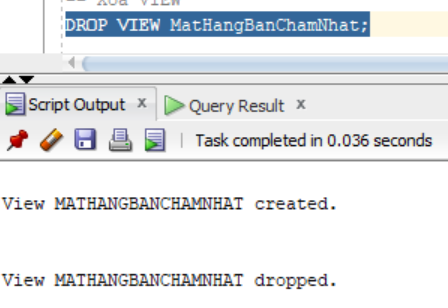 -- Xóa VIEW
DROP VIEW MatHangBanChamNhat;
Script Output x Query Result x
Task completed in 0.036 seconds
View MATHANGBANCHAMNHAT created.
View MATHANGBANCHAMNHAT dropped.